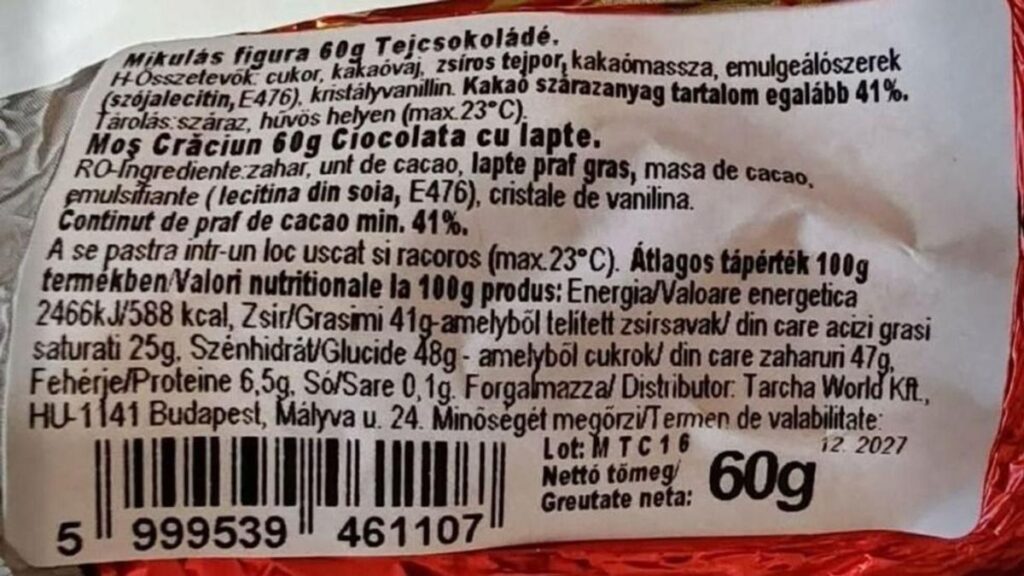 Mikulás figura 60g Tejcsokoládé.
H-Összetevők: cukor, kakaóvaj, zsíros tejpor, kakaómassza, emulgeálószerek
(szójalecitin, E476), kristályvanillin. Kakaó szárazanyag tartalom egalább 41%.
Tárolás: száraz, hűvös helyen (max.23°C).
Moş Crăciun 60g Ciocolata cu lapte.
RO-Ingrediente:zahar, unt de cacao, lapte praf gras, masa de cacao,
emulsifiante ( lecitina din soia, E476), cristale de vanilina.
Continut de praf de cacao min. 41%.
A se pastra intr-un loc uscat si racoros (max.23°C). Átlagos tápérték 100g
termékben/Valori nutritionale la 100g produs: Energia/Valoare energetica
2466kJ/588 kcal, Zsir/Grasimi 41g-amelyből telített zsírsavak/ din care acizi grasi
saturati 25g, Szénhidrát/Glucide 48g - amelyből cukrok/ din care zaharuri 47g,
Fehérje/Proteine 6,5g, Só/Sare 0,1g. Forgalmazza/ Distributor: Tarcha World Kft.,
HU-1141 Budapest, Mályva u. 24. Minőségét megőrzi/Termen de valabilitate:
12. 2027
Lot: M T C 1 6
Nettó tömeg/
Greutate neta: 60g
5 999539 461107